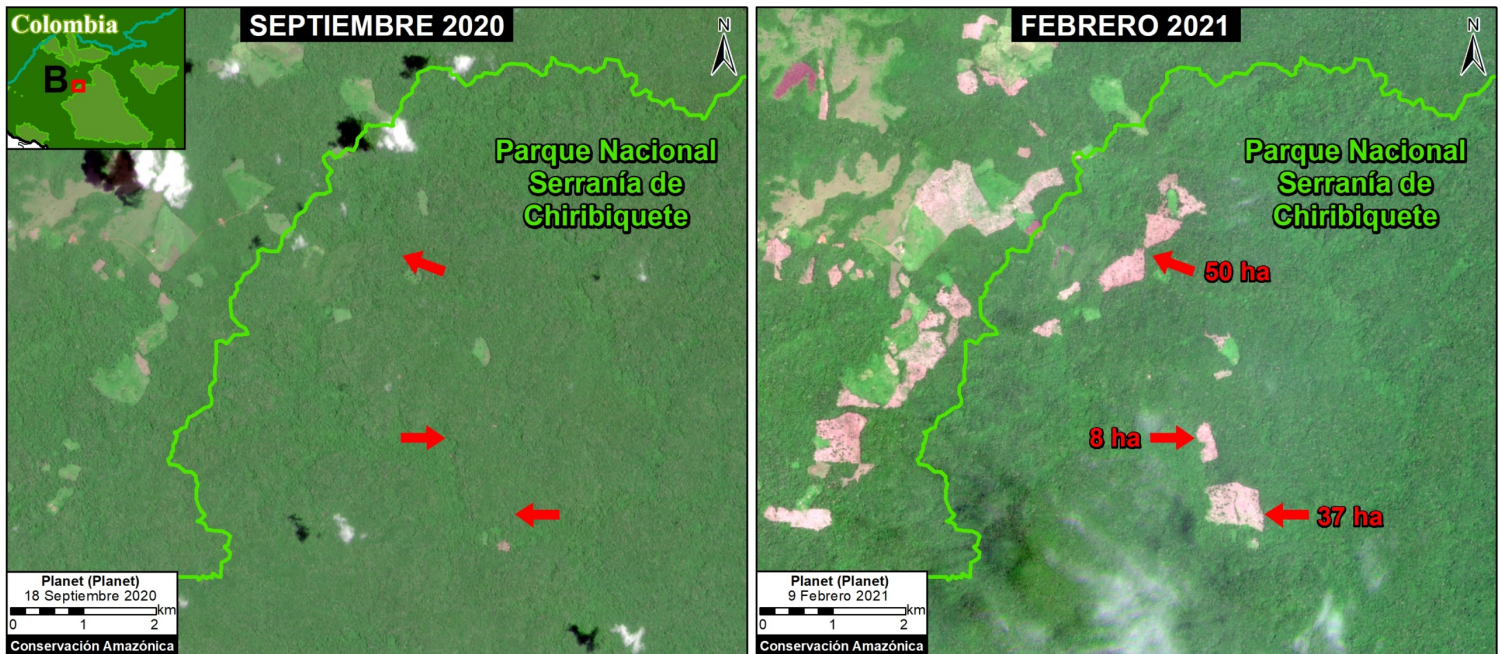 Colombia
B
SEPTIEMBRE 2020
N
Parque Nacional
Serranía de
Chiribiquete
Planet (Planet)
18 Septiembre 2020
km
0 1 2
Conservación Amazónica
FEBRERO 2021
N
Parque Nacional
Serranía de
Chiribiquete
50 ha
8 ha
37 ha
Planet (Planet)
9 Febrero 2021
km
0 1 2
Conservación Amazónica